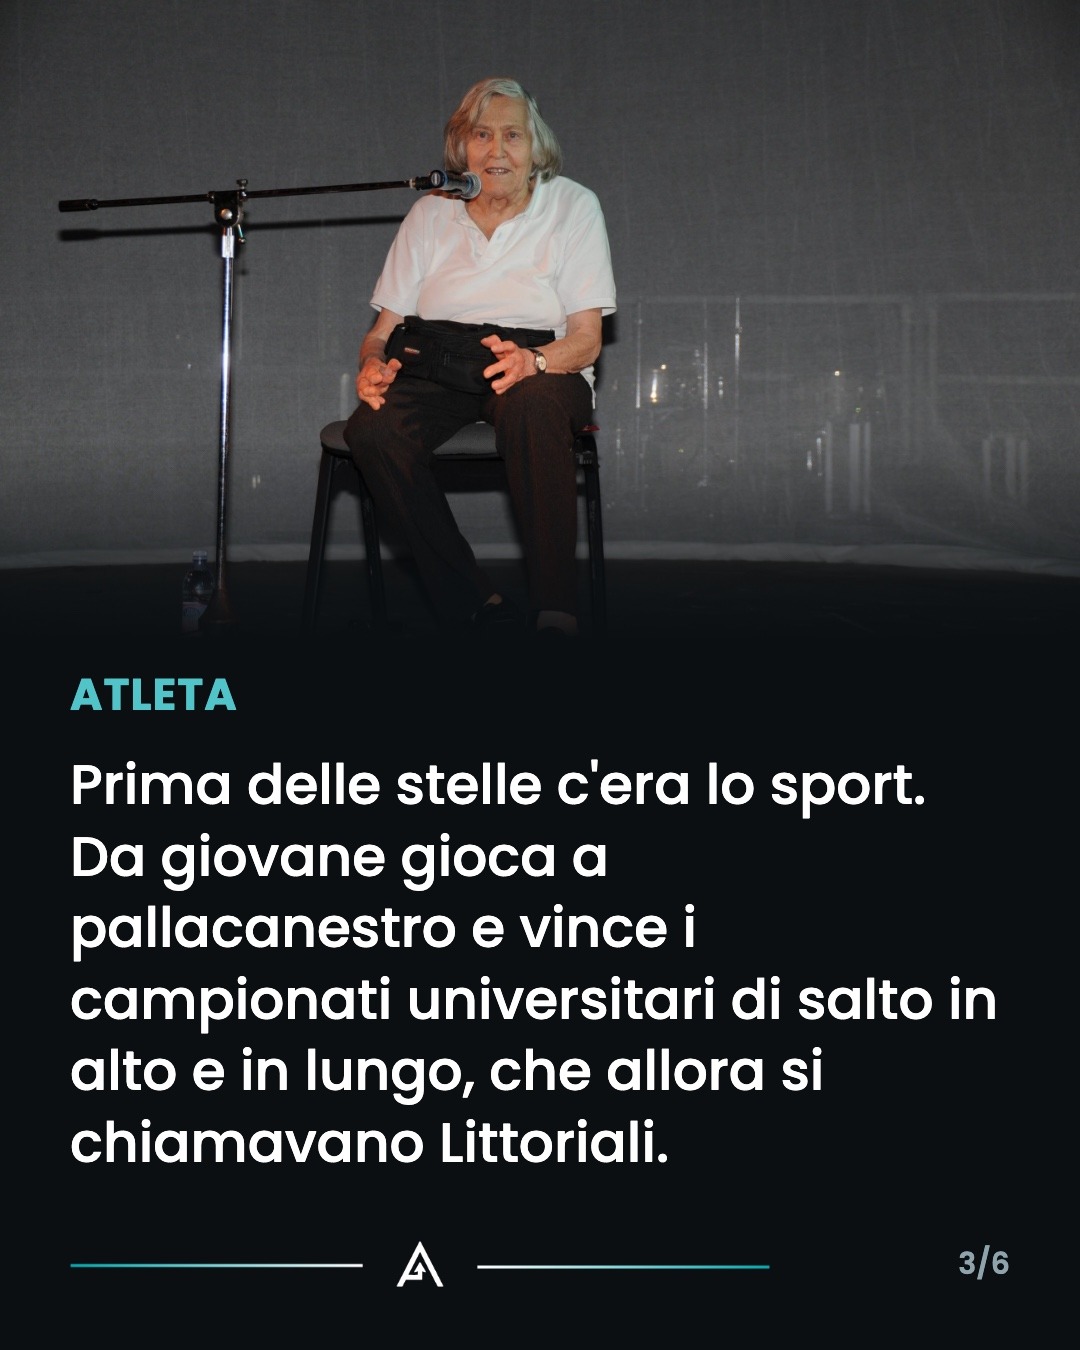 ATLETA
Prima delle stelle c'era lo sport.
Da giovane gioca a
pallacanestro e vince i
campionati universitari di salto in
alto e in lungo, che allora si
chiamavano Littoriali.
3/6